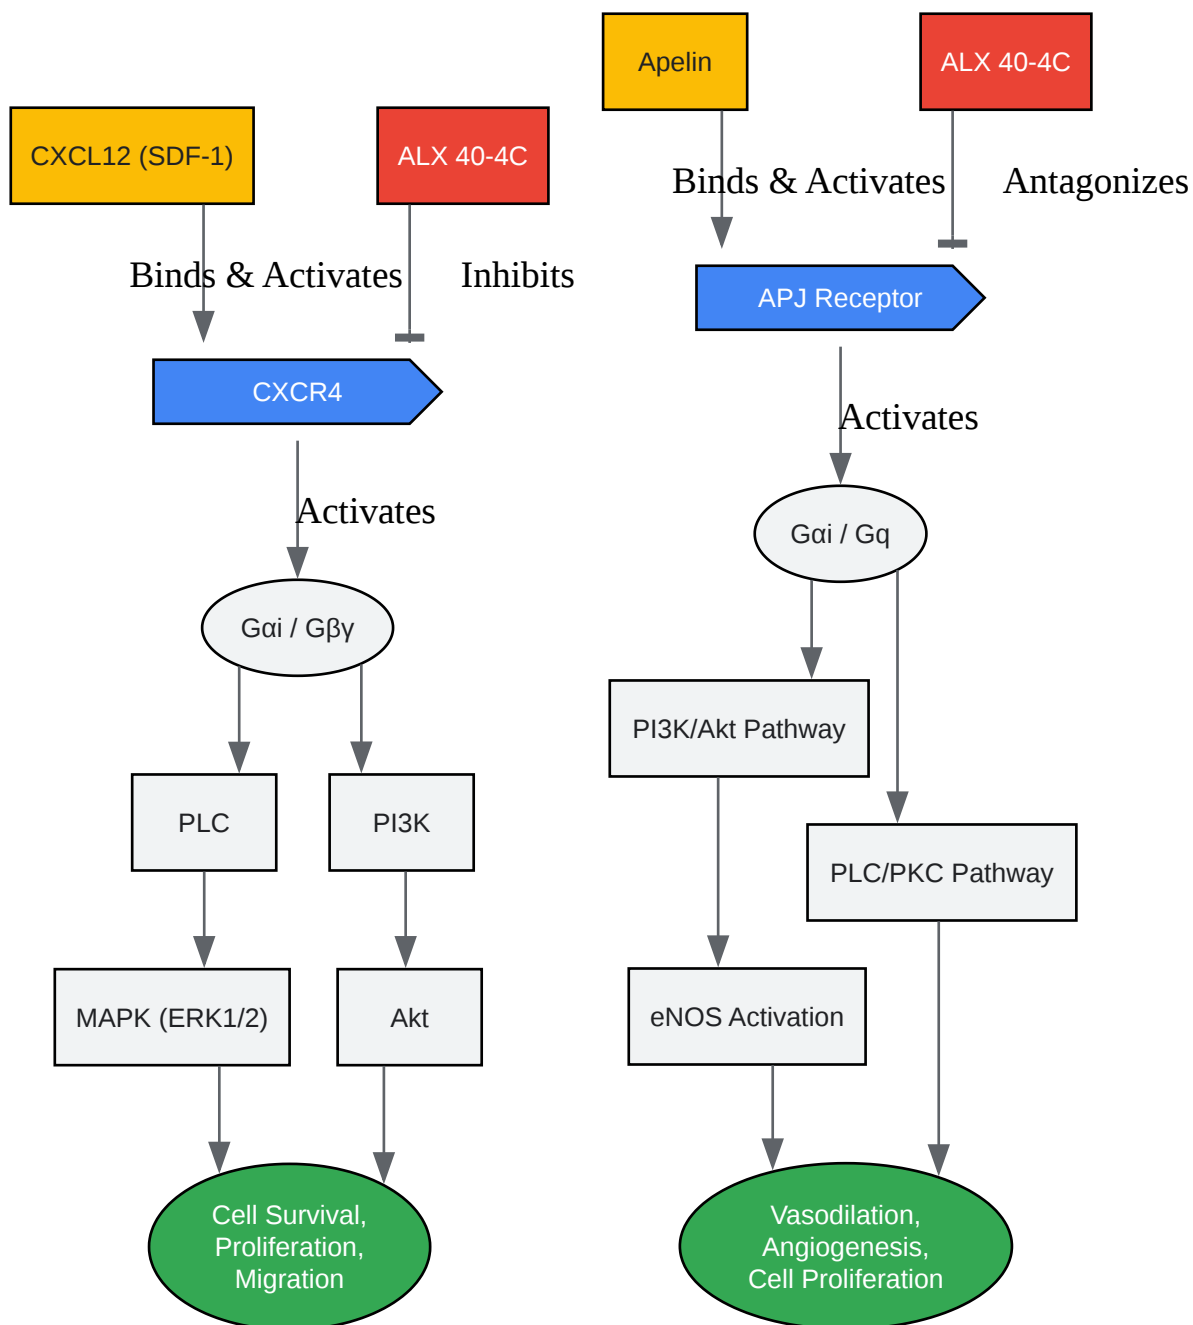 CXCL12 (SDF-1)
ALX 40-4C
Binds & Activates
Inhibits
CXCR4
Activates
Gαi / Gβγ
PLC
PI3K
MAPK (ERK1/2)
Akt
Cell Survival,
Proliferation,
Migration
Apelin
ALX 40-4C
Binds & Activates
Antagonizes
APJ Receptor
Activates
Gαi / Gq
PI3K/Akt Pathway
PLC/PKC Pathway
eNOS Activation
Vasodilation,
Angiogenesis,
Cell Proliferation